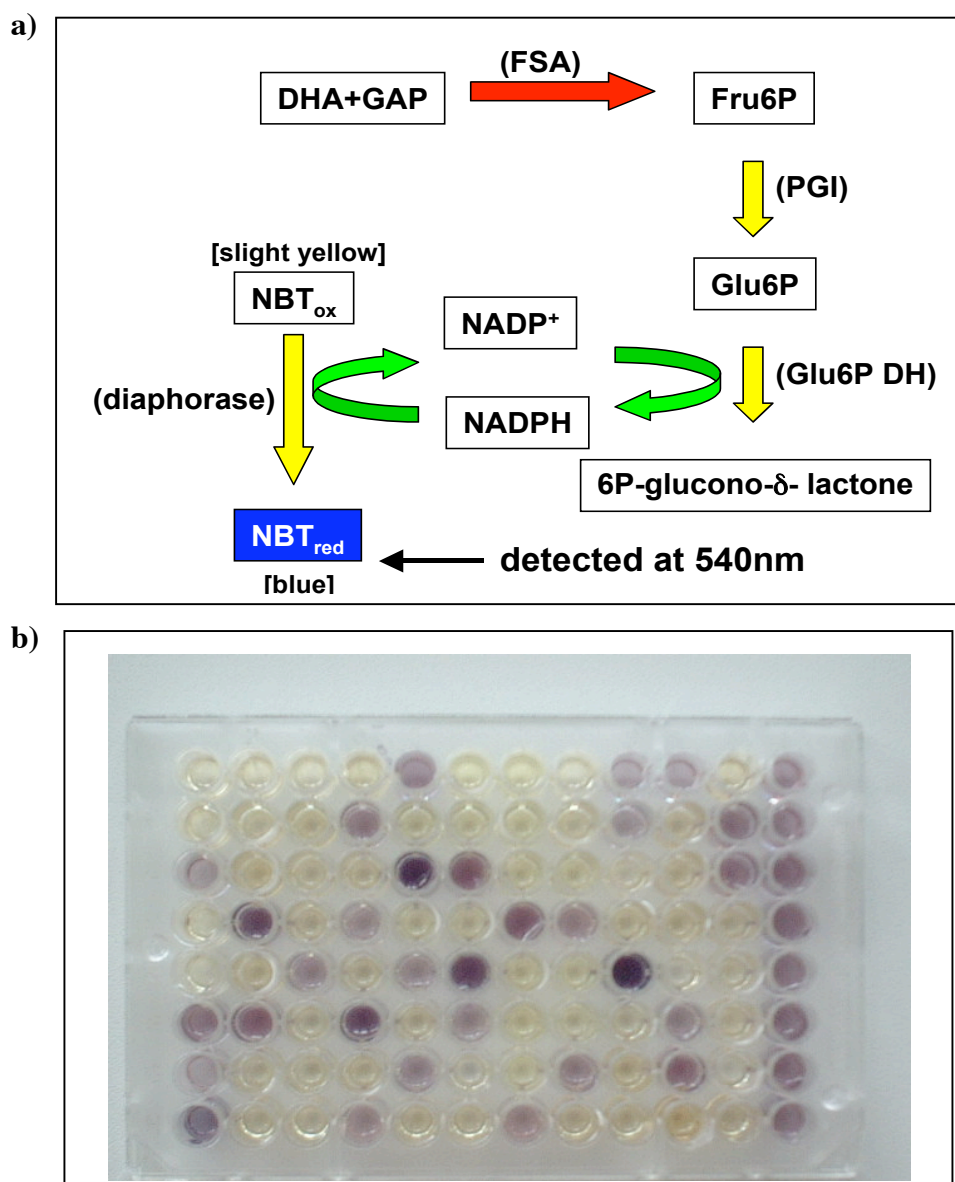 a)
(FSA)
DHA+GAP
Fru6P
(PGI)
[slight yellow]
NBTox
NADP+
Glu6P
(diaphorase)
(Glu6P DH)
NADPH
6P-glucono-δ- lactone
NBTred
detected at 540nm
[blue]
b)